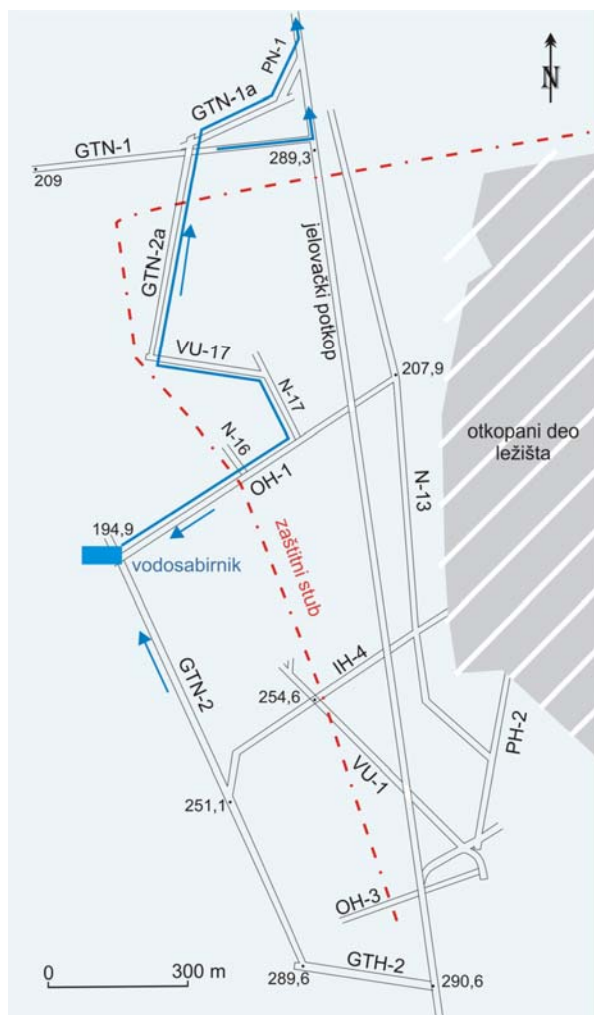 PN-1
N
GTN-1a
GTN-1
289,3
209
GTN-2a
jelovački potkop
VU-17
N-17
207,9
N-16
otkopani deo
ležišta
OH-1
N-13
194,9
vodosabirnik
zaštitni stub
GTN-2
IH-4
254,6
PH-2
VU-1
251,1
OH-3
0
300 m
GTH-2
289,6
290,6